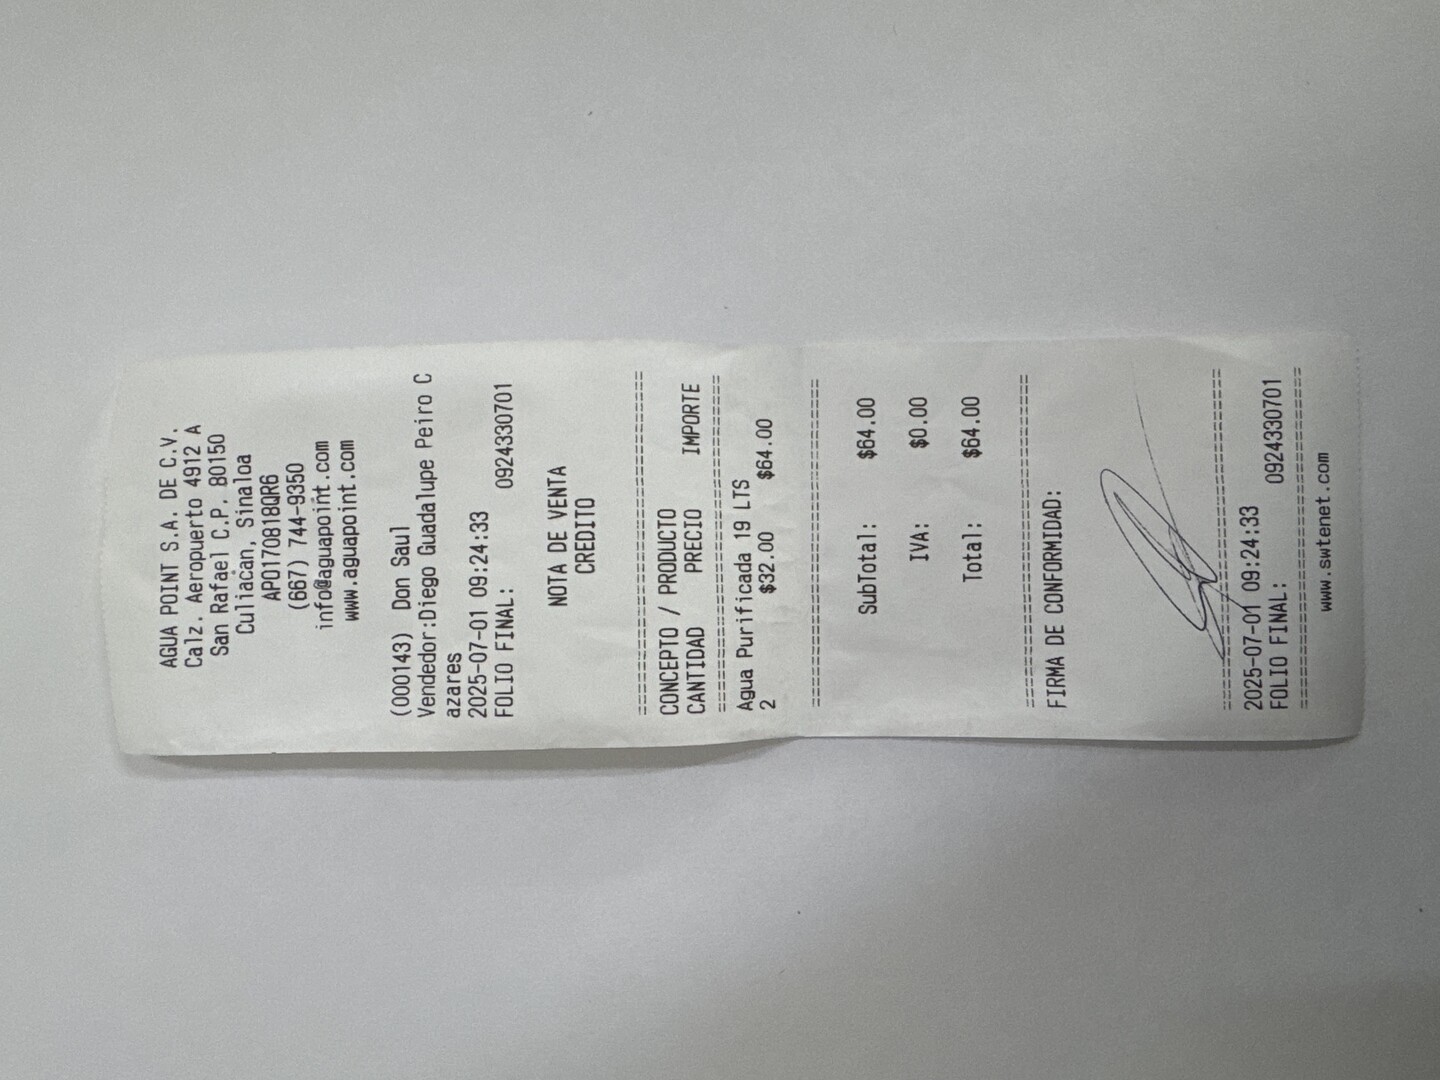 AGUA POINT S.A. DE C.V.
Calz. Aeropuerto 4912 A
San Rafael C.P. 80150
Culiacan, Sinaloa
APO170818QR6
(667) 744-9350
info@aguapoint.com
www.aguapoint.com
(000143) Don Saul
Vendedor:Diego Guadalupe Peiro C
azares
2025-07-01 09:24:33
FOLIO FINAL: 0924330701
NOTA DE VENTA
CREDITO
================================
CONCEPTO / PRODUCTO
CANTIDAD PRECIO IMPORTE
================================
Agua Purificada 19 LTS
2 $32.00 $64.00
================================
SubTotal: $64.00
IVA: $0.00
Total: $64.00
================================
FIRMA DE CONFORMIDAD:
================================
2025-07-01 09:24:33
FOLIO FINAL: 0924330701
================================
www.swtenet.com